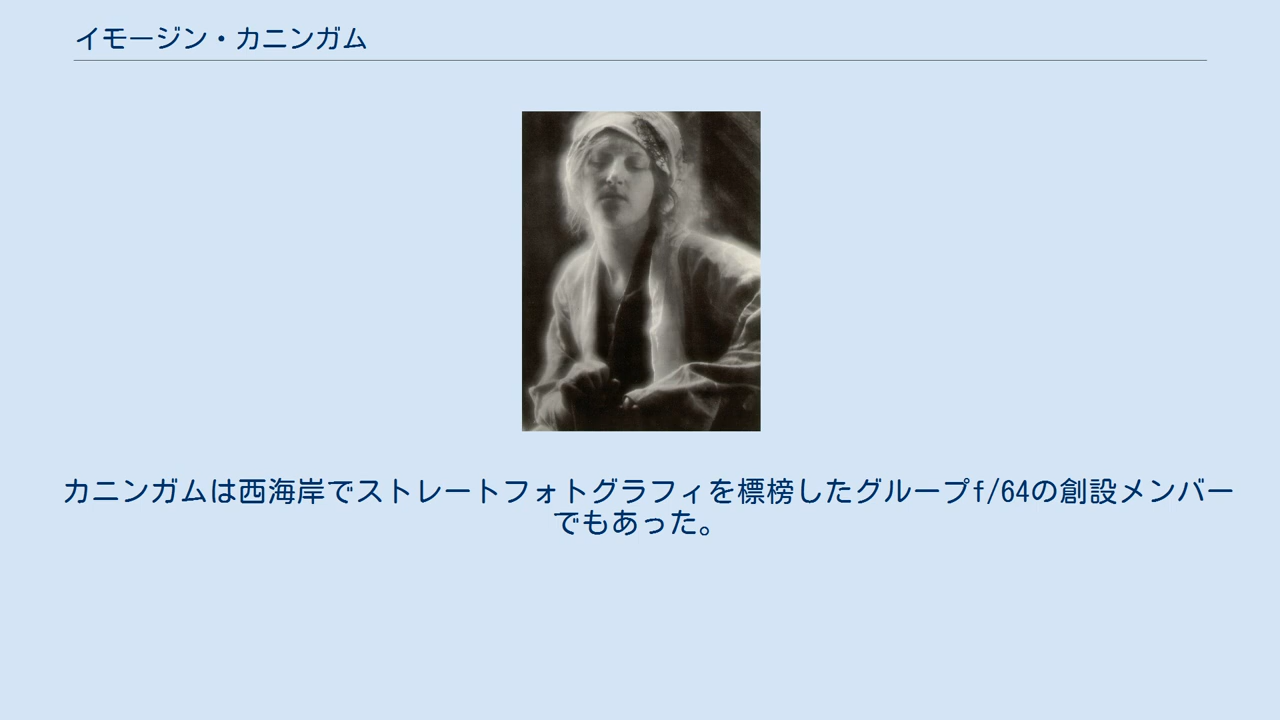 イモージン・カニンガム
カニンガムは西海岸でストレートフォトグラフィを標榜したグループf/64の創設メンバー
でもあった。